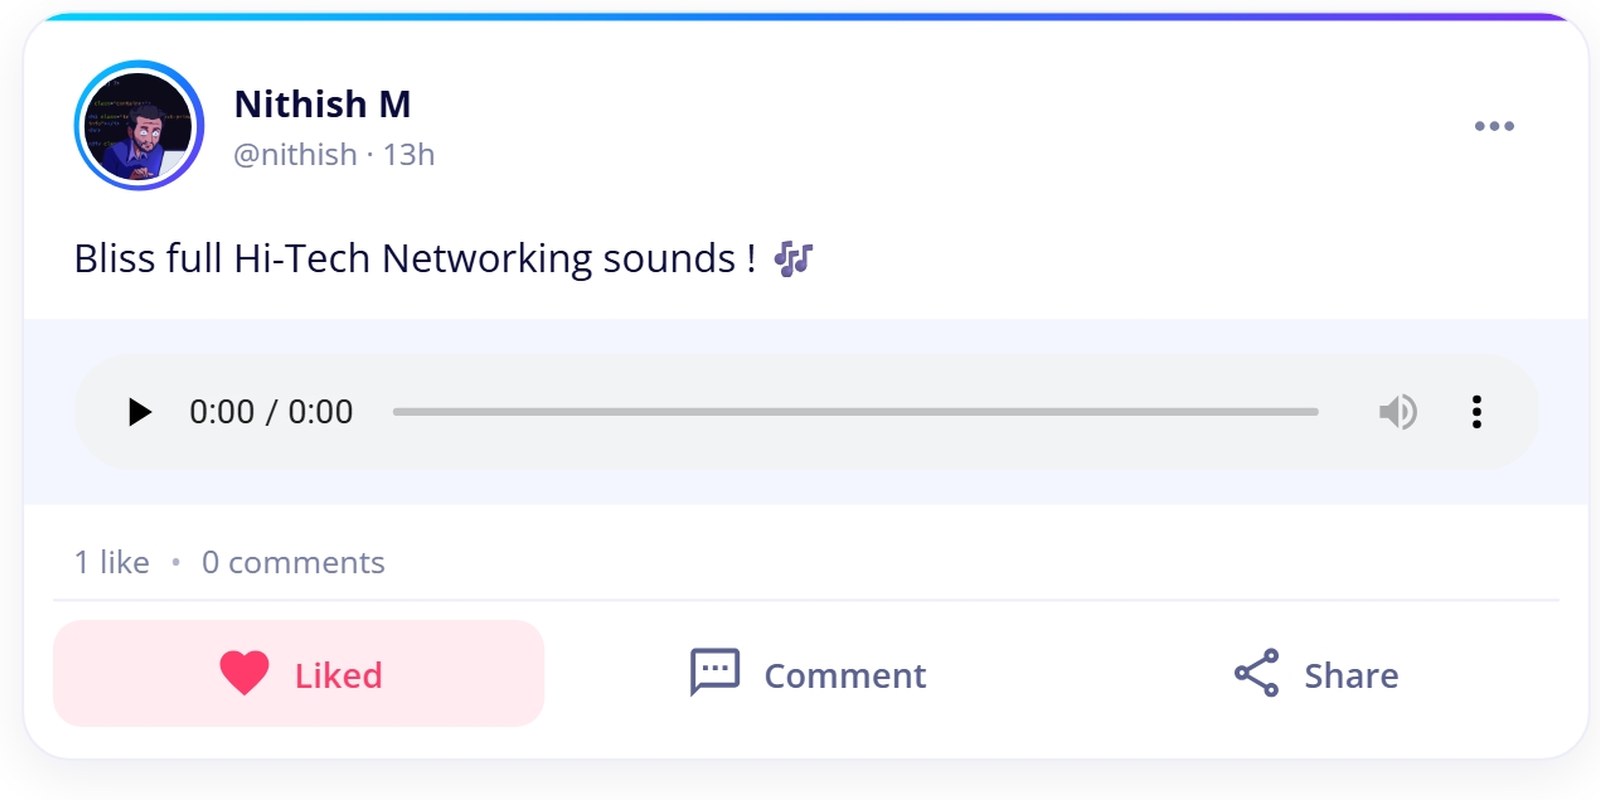 Nithish M
@nithish · 13h
Bliss full Hi-Tech Networking sounds ! 🎶
0:00 / 0:00
1 like • 0 comments
Liked Comment Share